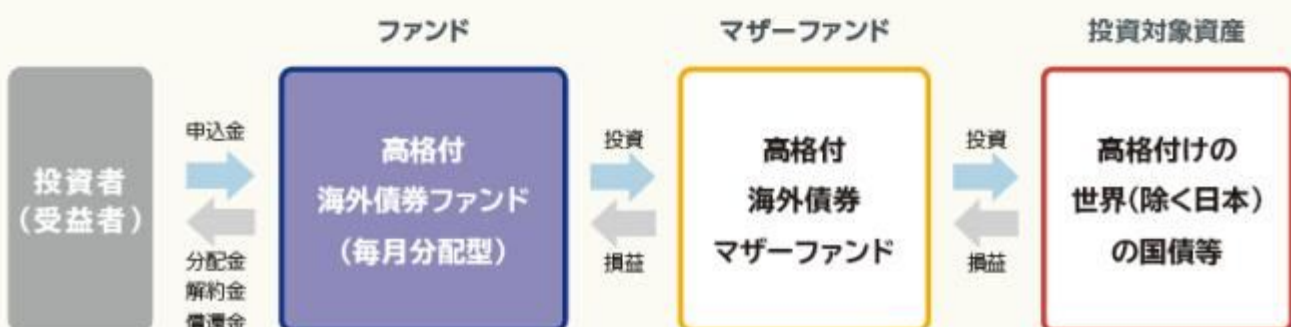 ファンド
マザーファンド
投資対象資産
投資者
(受益者)
申込金
分配金
解約金
償還金
高格付
海外債券ファンド
(毎月分配型)
投資
損益
高格付
海外債券
マザーファンド
投資
損益
高格付けの
世界(除く日本)
の国債等